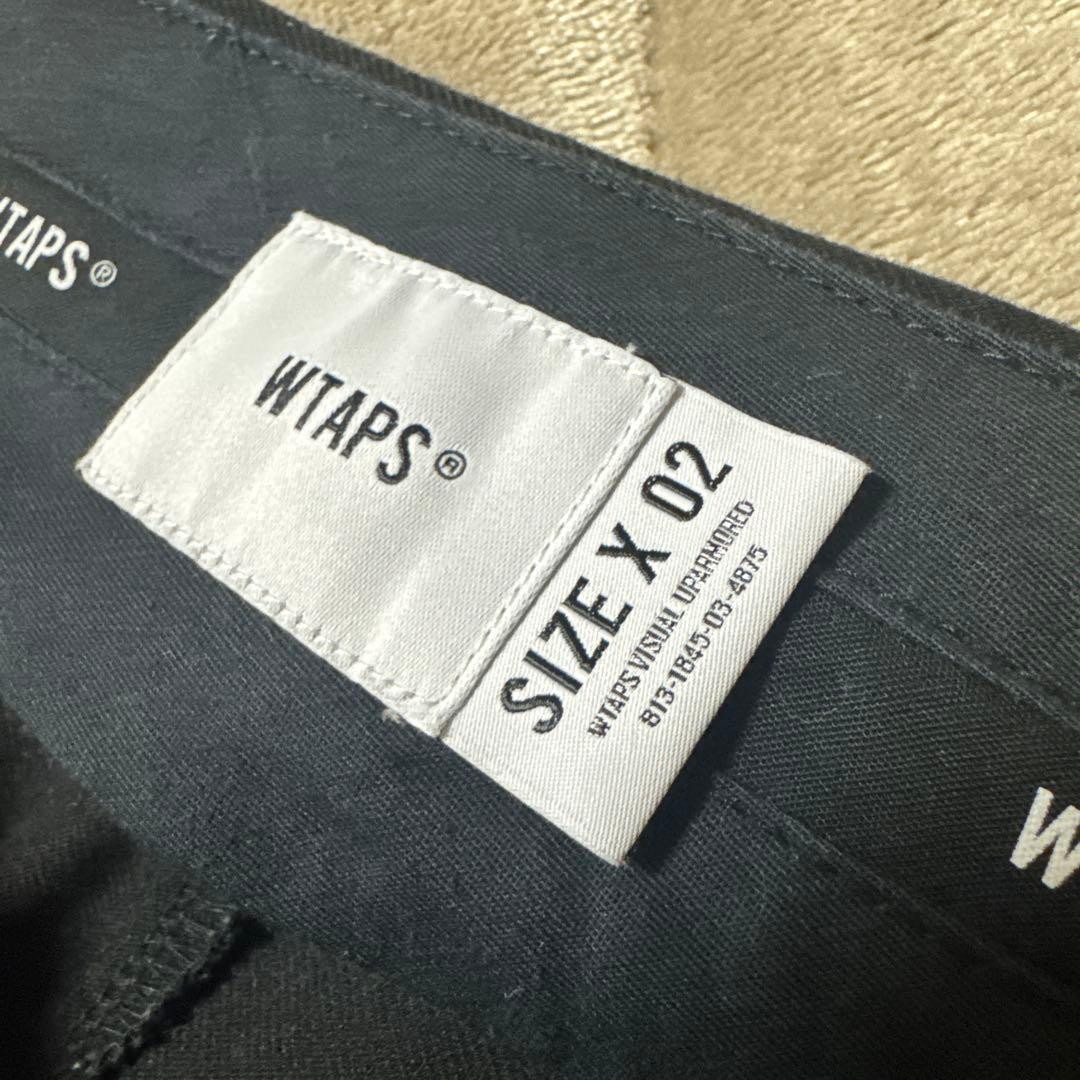 WTAPS®
WTAPS®
SIZE X 02
WTAPS VISUAL UPARMORED
813-1845-03-4875
W